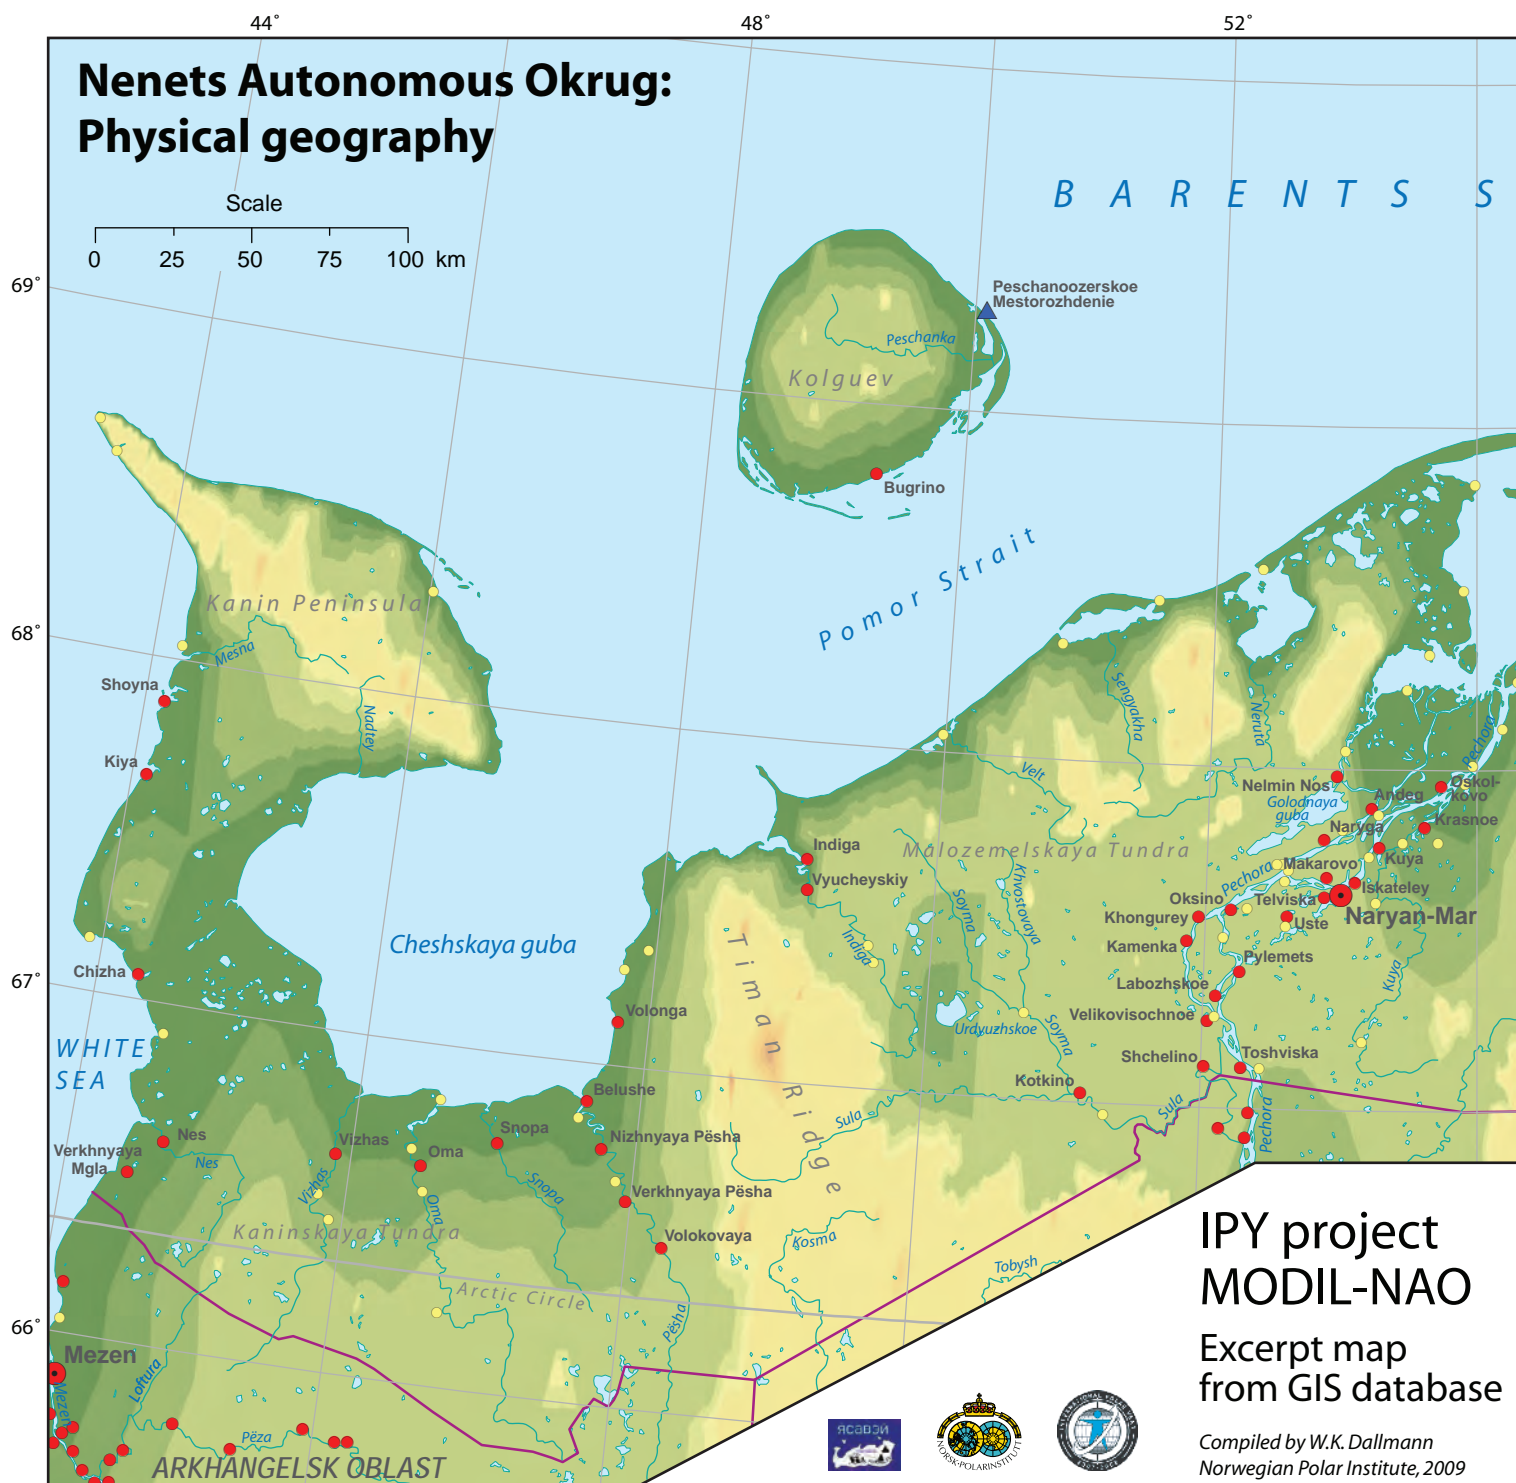 44° 48° 52°
Nenets Autonomous Okrug:
Physical geography
Scale
0 25 50 75 100 km
BARENTS S
69°
Peschanoozerskoe
Mestorozhdenie
Peschanka
Kolguev
Bugrino
Pomor Strait
Kanin Peninsula
68°
Mesna
Shoyna
Nadtey
Kiya
Sengyakha
Neruta
Pechora
Velt
Nelmin Nos
Golodnaya
guba
Andeg
Oskol-
kovo
Krasnoe
Naryga
Indiga
Malozemelskaya Tundra
Kuya
Makarovo
Vyucheyskiy
Pechora
Iskateley
Oksino
Telviska
Naryan-Mar
Khongurey
Uste
Khvostovaya
Soyma
Cheshskaya guba
Timan Ridge
Indiga
Kamenka
Pylemets
Chizha
67°
Labozhskoe
Kuya
Volonga
Velikovisochnoe
Urdyuzhskoe
Soyma
WHITE
SEA
Shchelino
Toshviska
Kotkino
Belushe
Sula
Sula
Pechora
Nes
Vizhas
Snopa
Nizhnyaya Pësha
Verkhnyaya
Mgla
Nes
Oma
Vizhas
Oma
Snopa
Verkhnyaya Pësha
Kaninskaya Tundra
Volokovaya
Kosma
Tobysh
Arctic Circle
Pësha
66°
Mezen
Mezen
Loftura
Pëza
ARKHANGELSK OBLAST
IPY project
MODIL-NAO
Excerpt map
from GIS database
Compiled by W.K. Dallmann
Norwegian Polar Institute, 2009
NORSK-POLARINSTITUTT